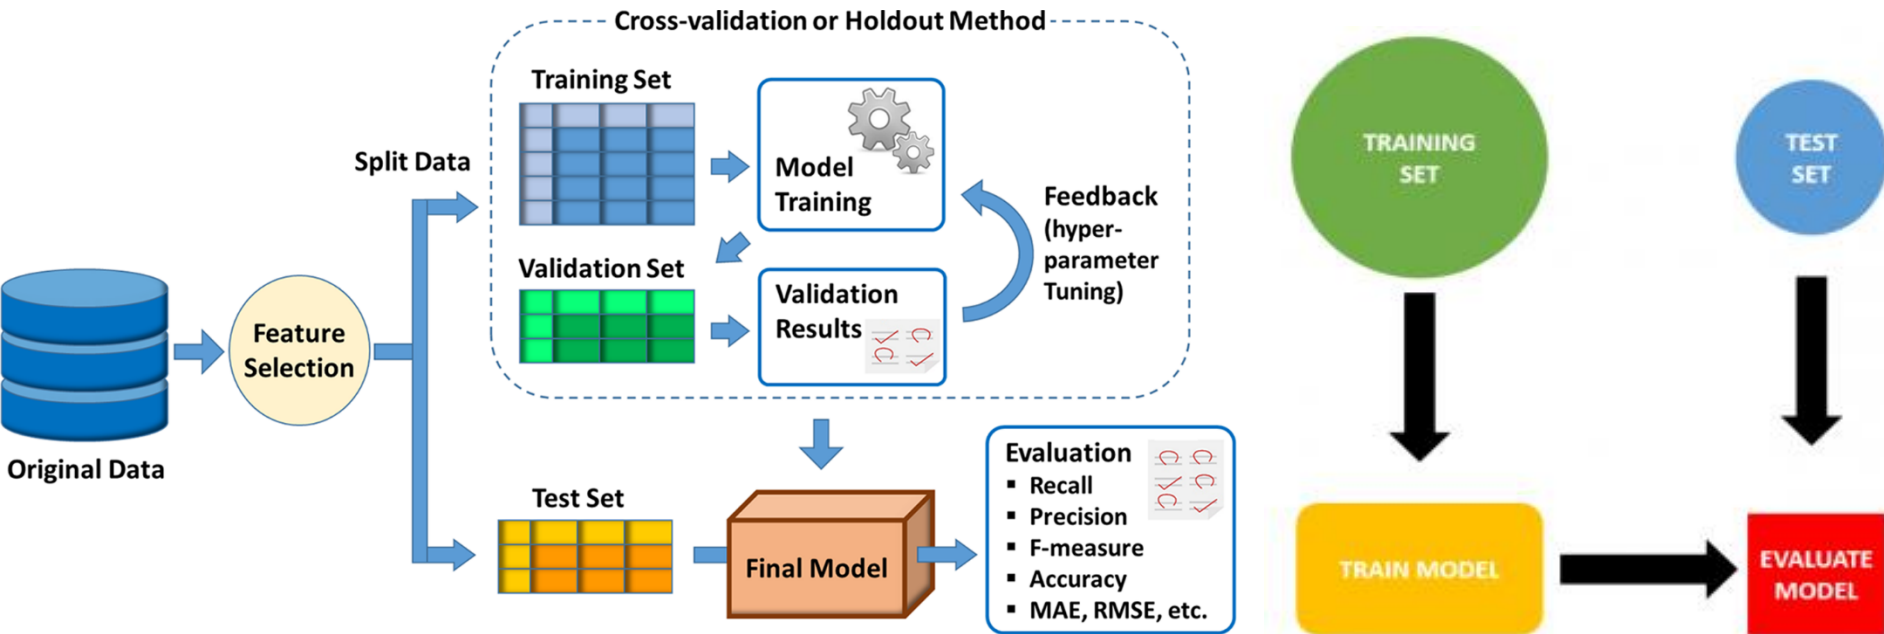 Cross-validation or Holdout Method
Training Set
Model
Training
Split Data
Feedback
(hyper-
parameter
Tuning)
Validation Set
Validation
Results
Feature
Selection
Original Data
Test Set
Final Model
Evaluation
▪ Recall
▪ Precision
▪ F-measure
▪ Accuracy
▪ MAE, RMSE, etc.
TRAINING
SET
TEST
SET
TRAIN MODEL
EVALUATE
MODEL